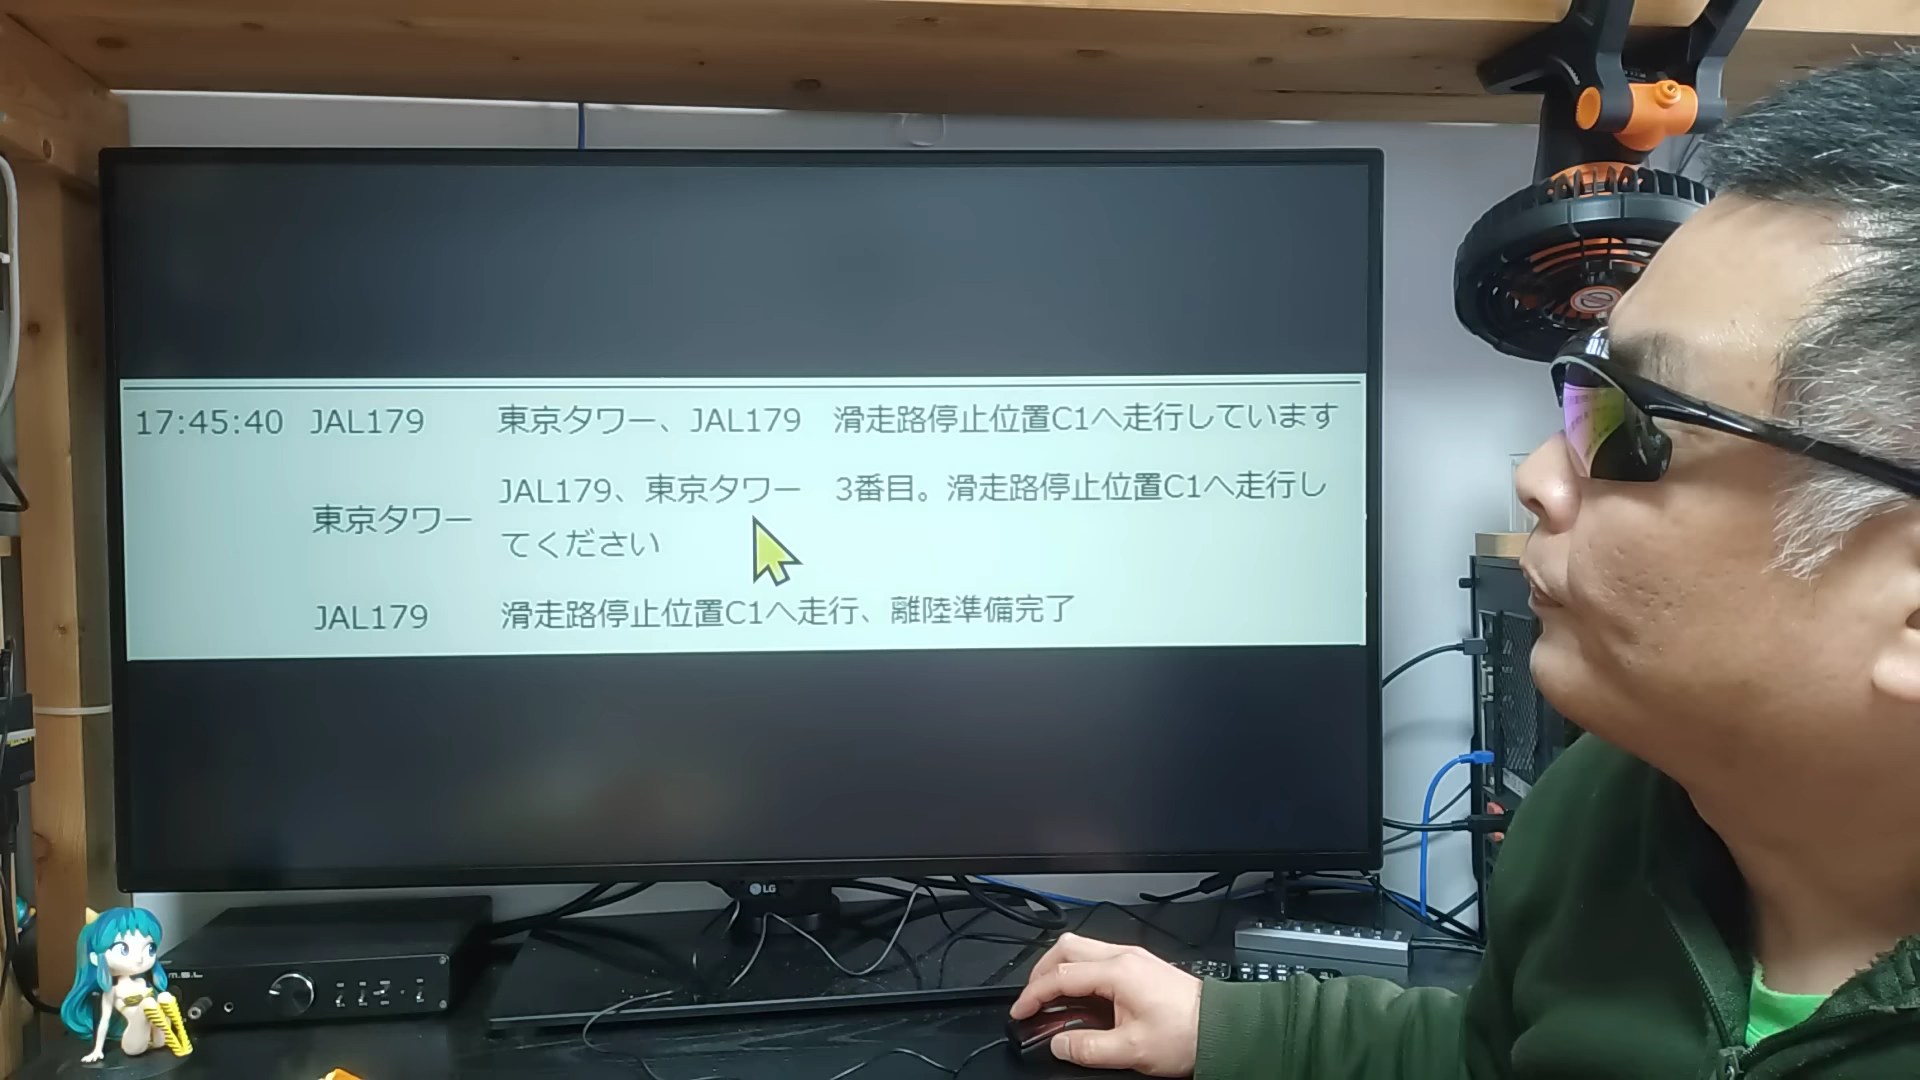 17:45:40 JAL179 東京タワー、JAL179 滑走路停止位置C1へ走行しています
東京タワー JAL179、東京タワー 3番目。滑走路停止位置C1へ走行し
てください
JAL179 滑走路停止位置C1へ走行、離陸準備完了
LG
M.S.L